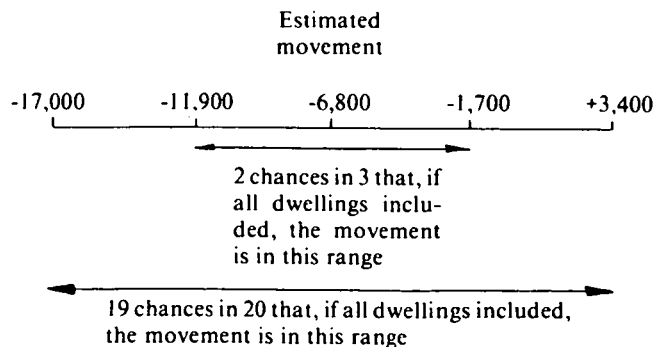 Estimated
movement
-17,000 -11,900 -6,800 -1,700 +3,400
2 chances in 3 that, if
all dwellings inclu-
ded, the movement
is in this range
19 chances in 20 that, if all dwellings included,
the movement is in this range